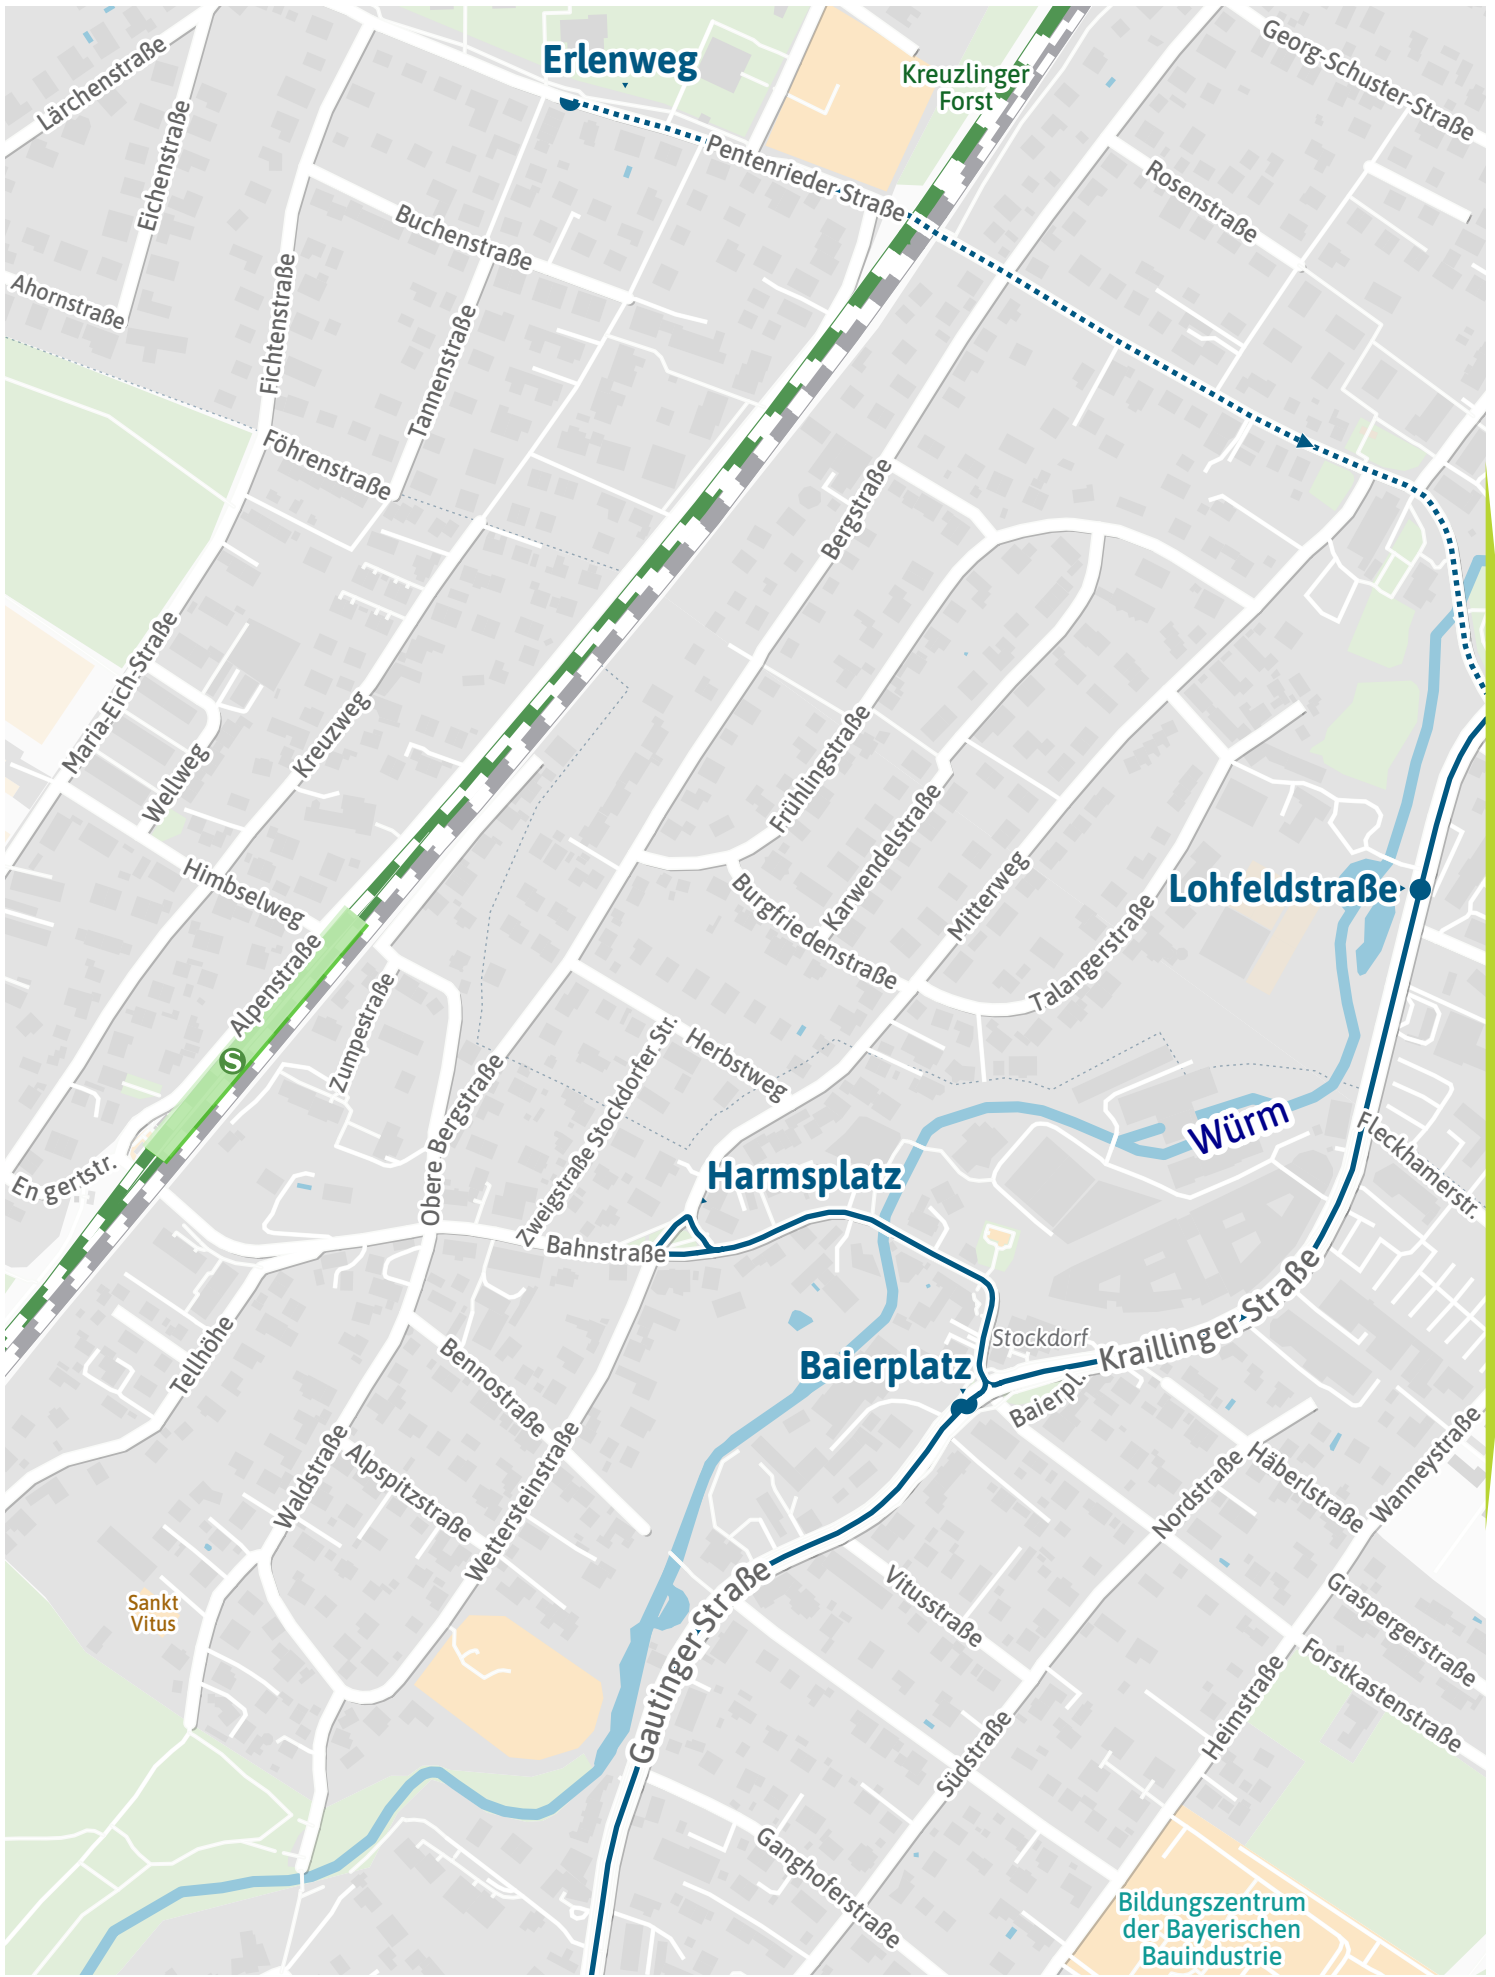 Erlenweg
Georg-Schuster-Straße
Lärchenstraße
Kreuzlinger
Forst
Eichenstraße
Pentenrieder Straße
Rosenstraße
Buchenstraße
Ahornstraße
Fichtenstraße
Tannenstraße
Föhrenstraße
Bergstraße
Maria-Eich-Straße
Kreuzweg
Wellweg
Frühlingstraße
Karwendelstraße
Himbselweg
Burgfriedenstraße
Mitterweg
Lohfeldstraße
Talangerstraße
Alpenstraße
S
Zumpestraße
Herbstweg
Obere Bergstraße
Zweigstraße Stockdorfer Str.
Würm
Fleckhamerstr.
En gertstr.
Harmsplatz
Bahnstraße
Tellhöhe
Stockdorf
Kraillinger Straße
Baierplatz
Baierpl.
Bennostraße
Waldstraße
Alpspitzstraße
Wettersteinstraße
Nordstraße
Häberlstraße
Wanneystraße
Sankt
Vitus
Vitusstraße
Gautinger Straße
Graspergerstraße
Forstkastenstraße
Heimstraße
Südstraße
Ganghoferstraße
Bildungszentrum
der Bayerischen
Bauindustrie